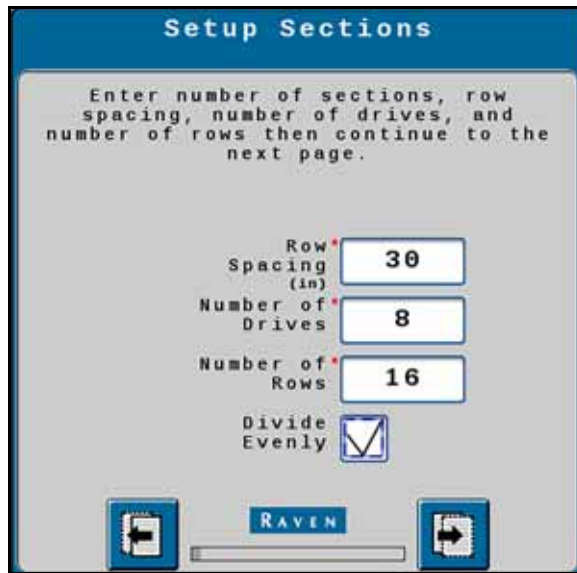 Setup Sections
Enter number of sections, row
spacing, number of drives, and
number of rows then continue to the
next page.
Row*
Spacing
(in)
30
Number of*
Drives
8
Number of*
Rows
16
Divide
Evenly
RAVEN